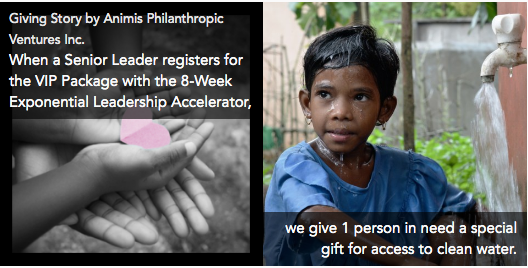 Giving Story by Animis Philanthropic
Ventures Inc.
When a Senior Leader registers for
the VIP Package with the 8-Week
Exponential Leadership Accelerator,
we give 1 person in need a special
gift for access to clean water.